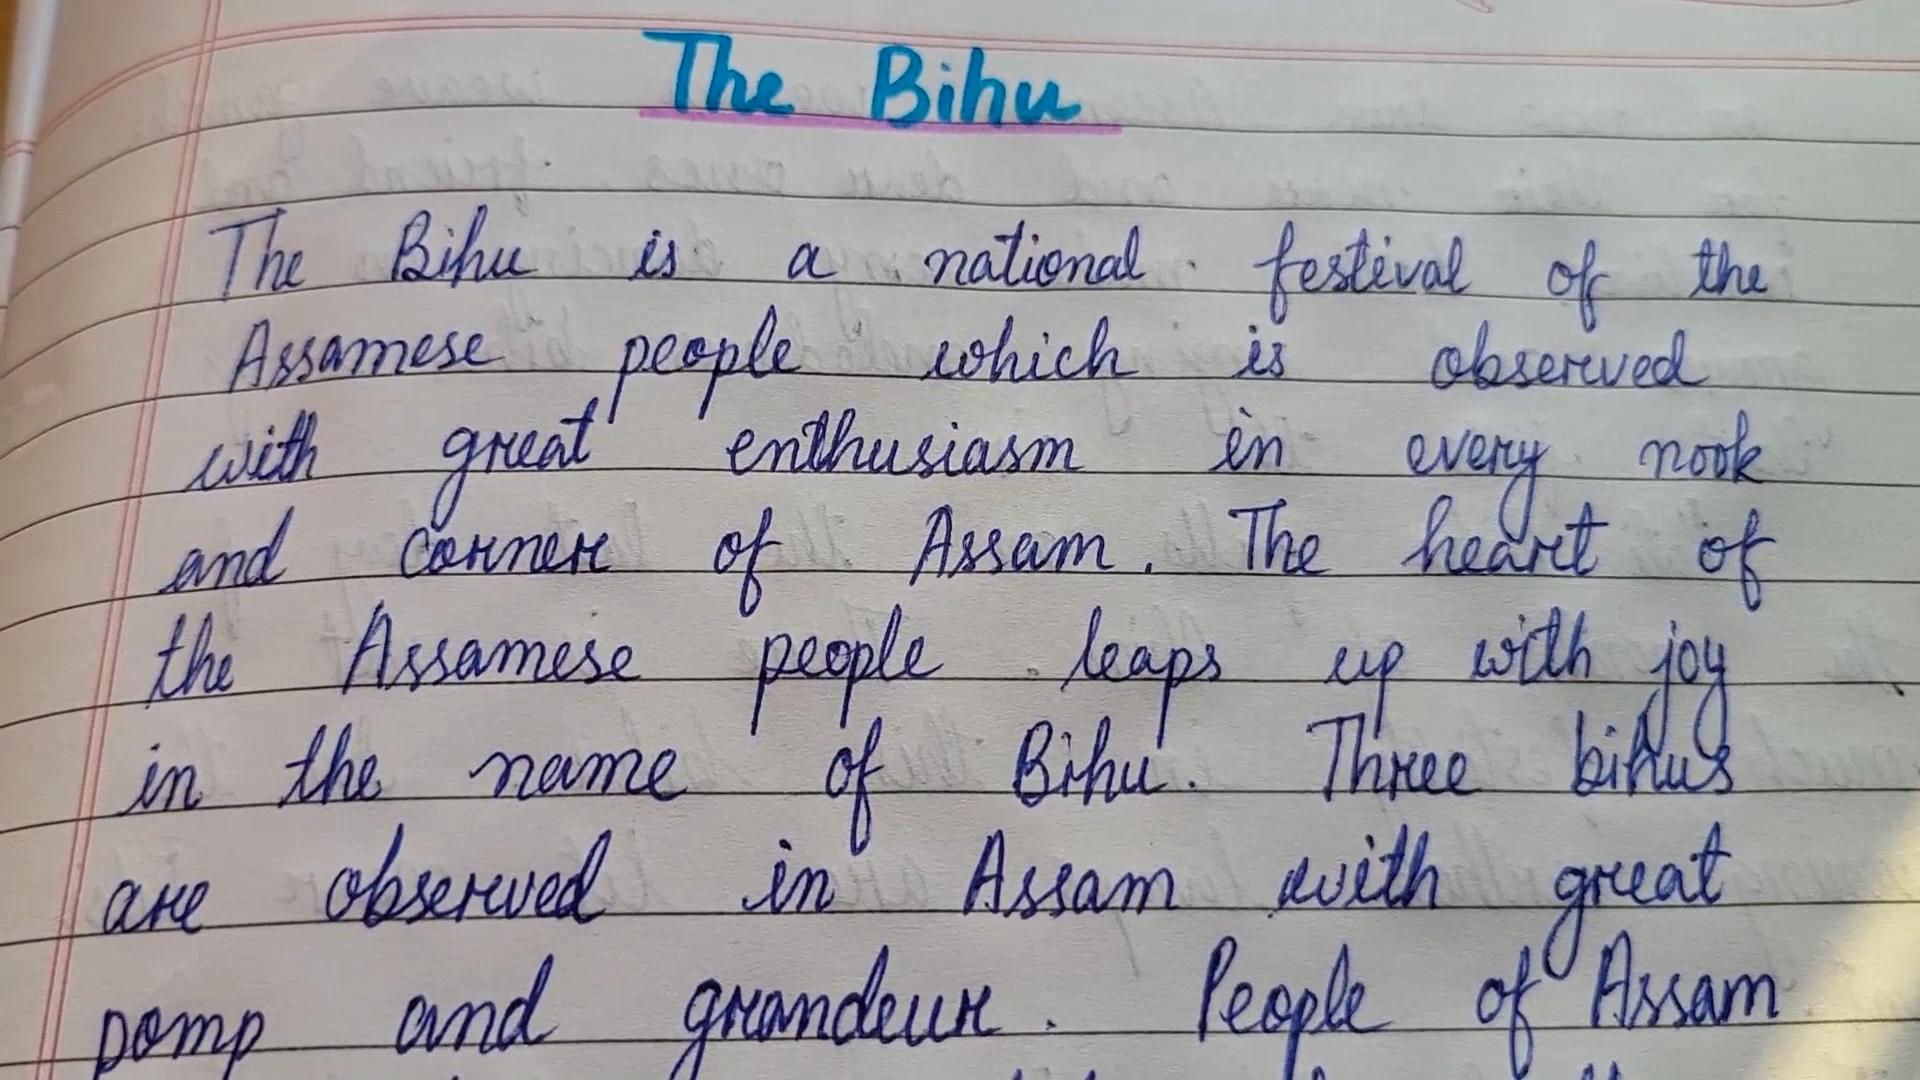 The Bihu
The Bihu is a national festival of the
Assamese people which is observed
with great enthusiasm in every nook
and corner of Assam. The heart of
the Assamese people leaps up with joy
in the name of Bihu. Three bihus
are observed in Assam with great
pomp and grandeur. People of Assam